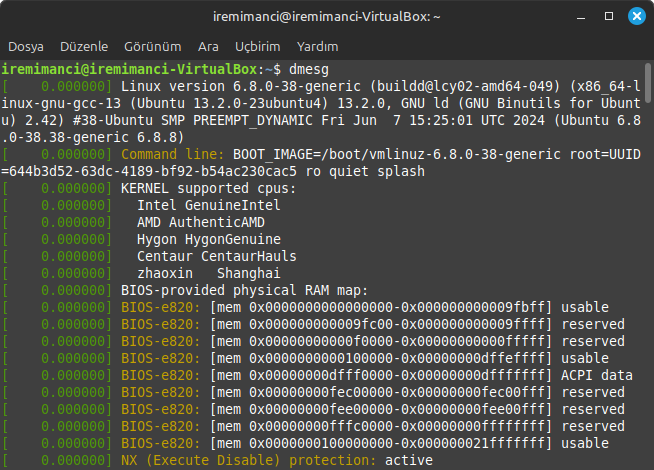 iremimanci@iremimanci-VirtualBox: ~
Dosya Düzenle Görünüm Ara Uçbirim Yardım
iremimanci@iremimanci-VirtualBox:~$ dmesg
[    0.000000] Linux version 6.8.0-38-generic (buildd@lcy02-amd64-049) (x86_64-l
inux-gnu-gcc-13 (Ubuntu 13.2.0-23ubuntu4) 13.2.0, GNU ld (GNU Binutils for Ubunt
u) 2.42) #38-Ubuntu SMP PREEMPT_DYNAMIC Fri Jun  7 15:25:01 UTC 2024 (Ubuntu 6.8
.0-38.38-generic 6.8.8)
[    0.000000] Command line: BOOT_IMAGE=/boot/vmlinuz-6.8.0-38-generic root=UUID
=644b3d52-63dc-4189-bf92-b54ac230cac5 ro quiet splash
[    0.000000] KERNEL supported cpus:
[    0.000000]   Intel GenuineIntel
[    0.000000]   AMD AuthenticAMD
[    0.000000]   Hygon HygonGenuine
[    0.000000]   Centaur CentaurHauls
[    0.000000]   zhaoxin   Shanghai
[    0.000000] BIOS-provided physical RAM map:
[    0.000000] BIOS-e820: [mem 0x0000000000000000-0x000000000009fbff] usable
[    0.000000] BIOS-e820: [mem 0x000000000009fc00-0x000000000009ffff] reserved
[    0.000000] BIOS-e820: [mem 0x00000000000f0000-0x00000000000fffff] reserved
[    0.000000] BIOS-e820: [mem 0x0000000000100000-0x00000000dffeffff] usable
[    0.000000] BIOS-e820: [mem 0x00000000dfff0000-0x00000000dfffffff] ACPI data
[    0.000000] BIOS-e820: [mem 0x00000000fec00000-0x00000000fec00fff] reserved
[    0.000000] BIOS-e820: [mem 0x00000000fee00000-0x00000000fee00fff] reserved
[    0.000000] BIOS-e820: [mem 0x00000000fffc0000-0x00000000ffffffff] reserved
[    0.000000] BIOS-e820: [mem 0x0000000100000000-0x000000021fffffff] usable
[    0.000000] NX (Execute Disable) protection: active